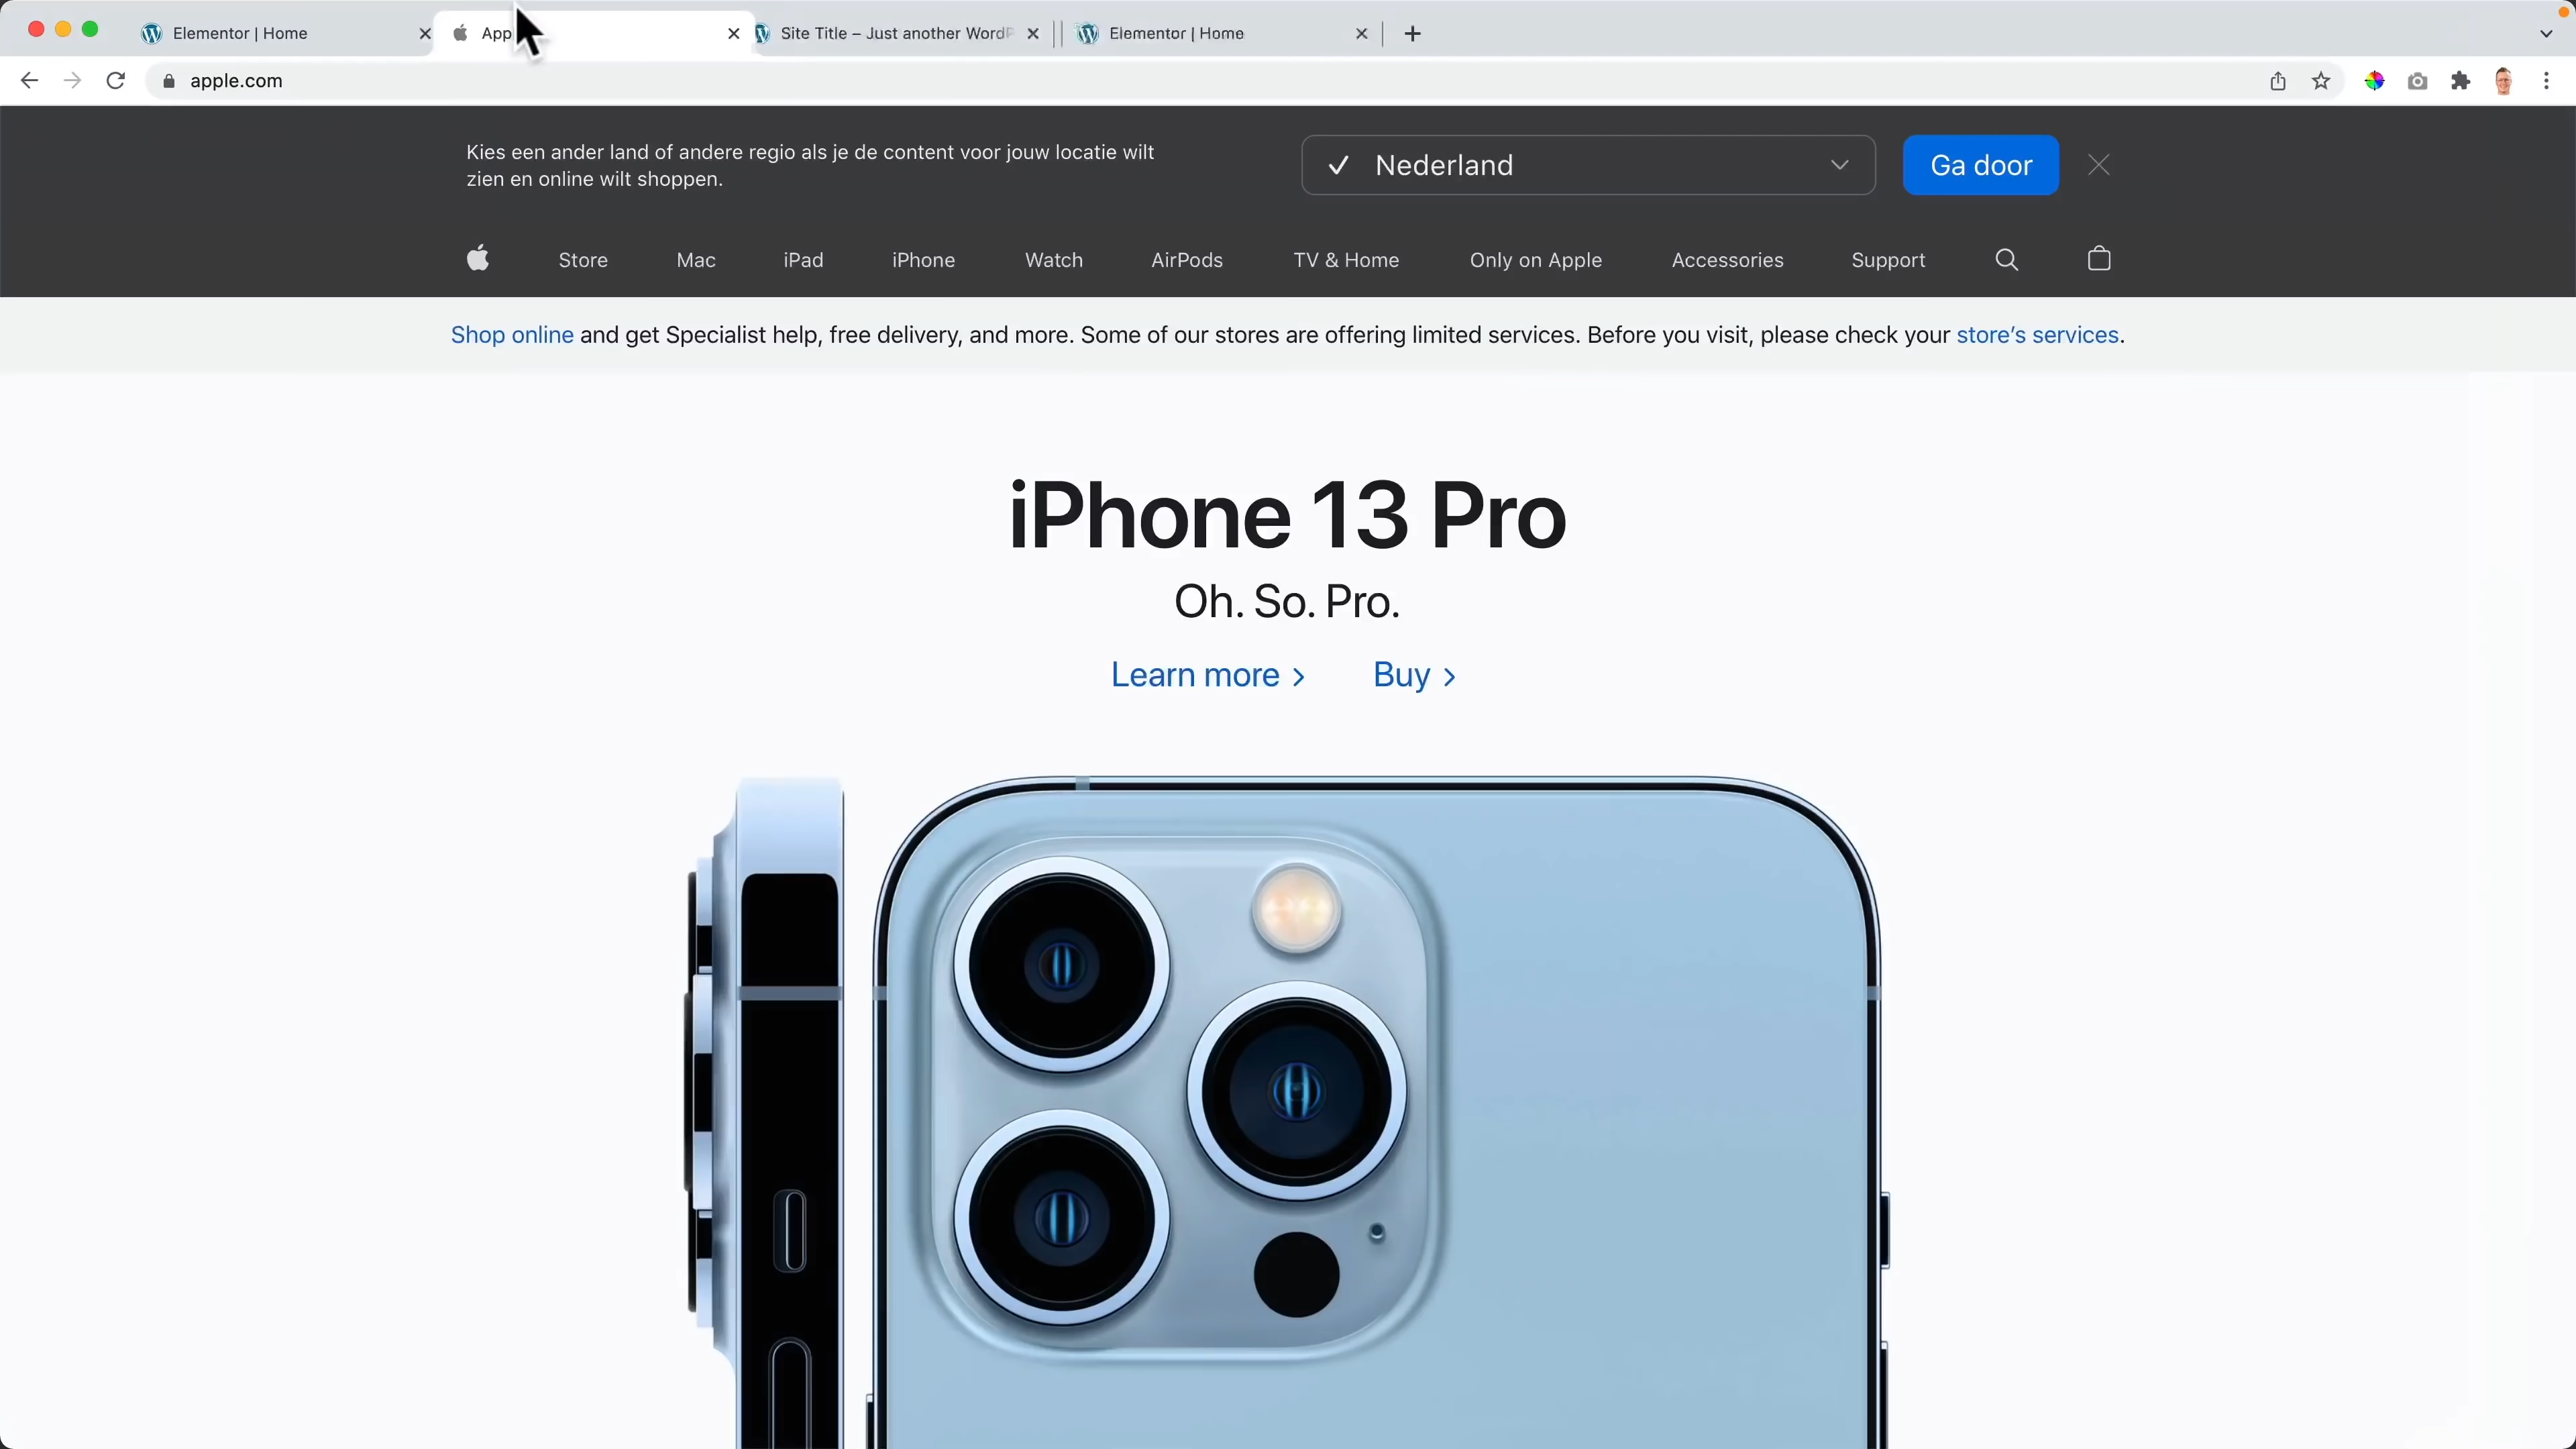 Elementor | Home
App
Site Title – Just another WordP
Elementor | Home
apple.com
Kies een ander land of andere regio als je de content voor jouw locatie wilt
zien en online wilt shoppen.
Nederland
Ga door
Store Mac iPad iPhone Watch AirPods TV & Home Only on Apple Accessories Support
Shop online and get Specialist help, free delivery, and more. Some of our stores are offering limited services. Before you visit, please check your store’s services.
iPhone 13 Pro
Oh. So. Pro.
Learn more > Buy >